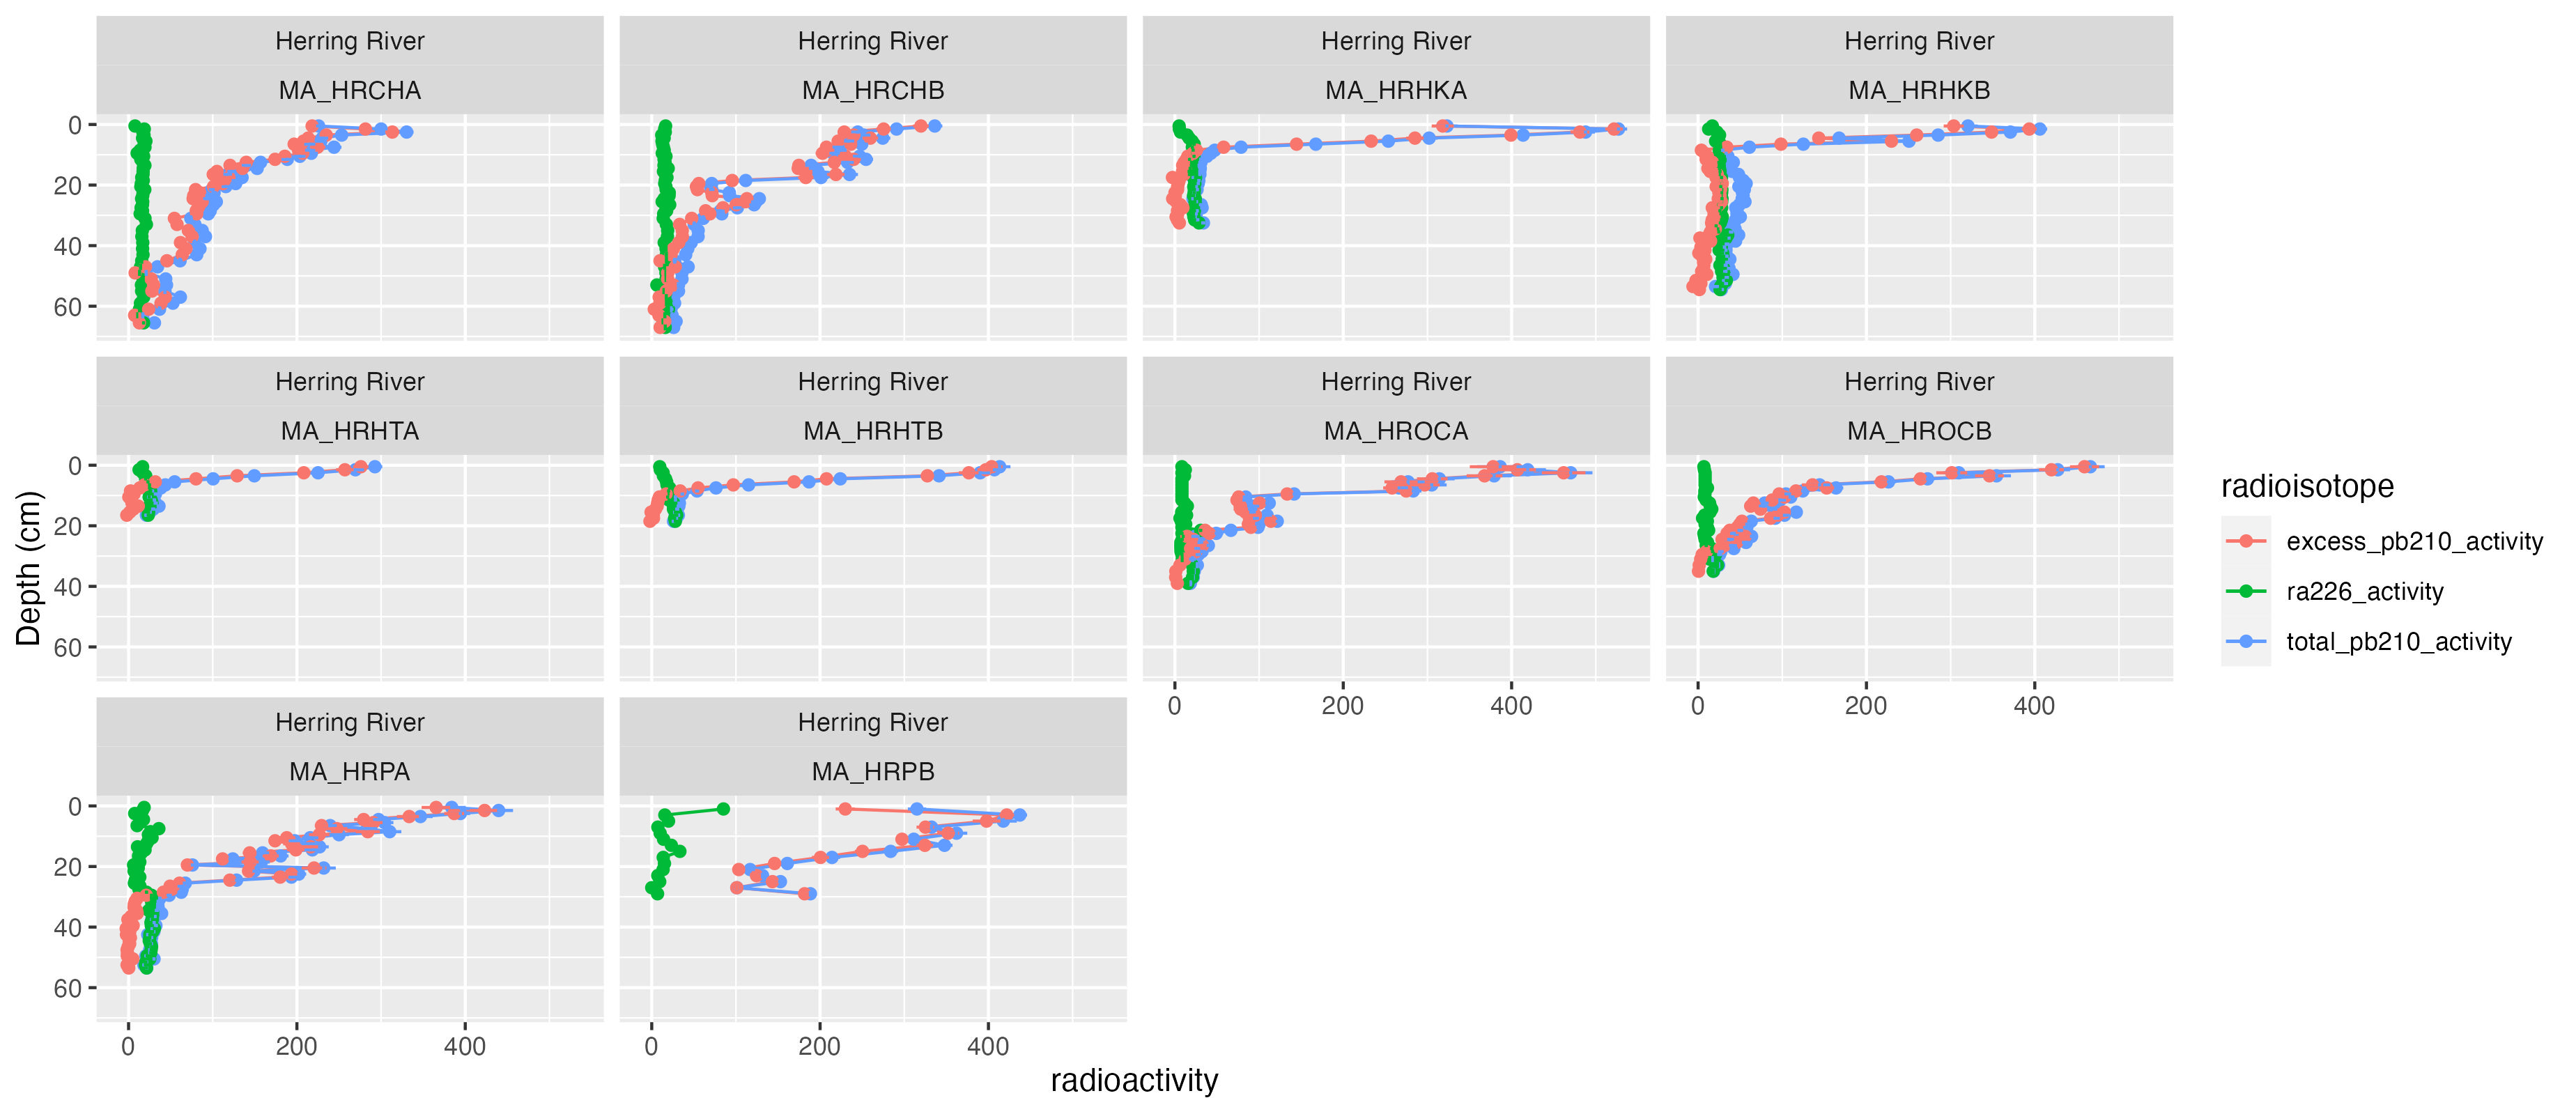 Herring River Herring River Herring River Herring River
MA_HRCHA MA_HRCHB MA_HRHKA MA_HRHKB
0
20
40
60
Herring River Herring River Herring River Herring River
MA_HRHTA MA_HRHTB MA_HROCA MA_HROCB
0
20
40
60
Depth (cm)
0 200 400 0 200 400
Herring River Herring River
MA_HRPA MA_HRPB
0
20
40
60
0 200 400 0 200 400
radioactivity
radioisotope
excess_pb210_activity
ra226_activity
total_pb210_activity